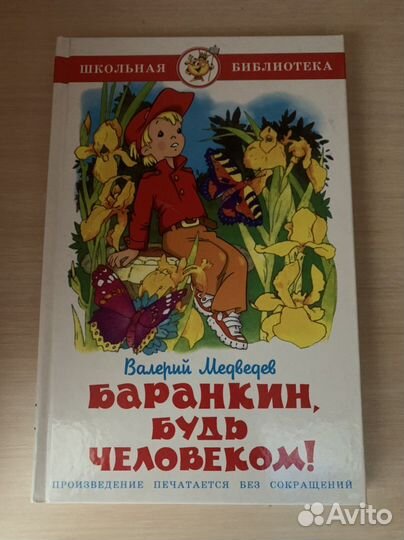 ШКОЛЬНАЯ БИБЛИОТЕКА
Валерий Медведев
БАРАНКИН,
БУДЬ
ЧЕЛОВЕКОМ!
ПРОИЗВЕДЕНИЕ ПЕЧАТАЕТСЯ БЕЗ СОКРАЩЕНИЙ
Avito